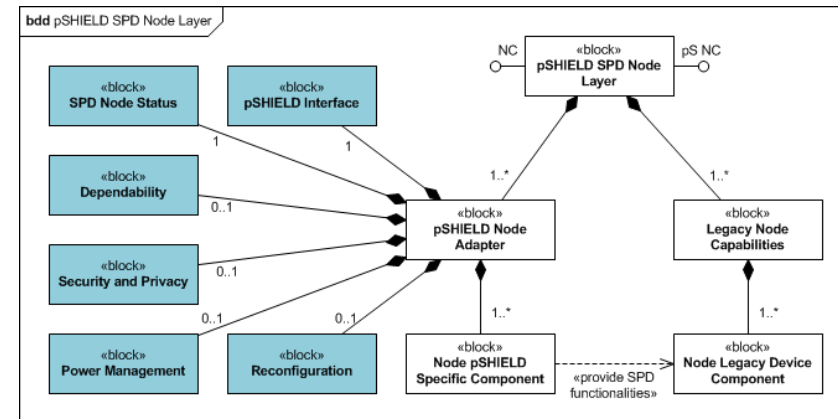 bdd pSHIELD SPD Node Layer
NC
«block»
pSHIELD SPD Node
Layer
pS NC
«block»
SPD Node Status
«block»
pSHIELD Interface
1
1
1..*
1..*
«block»
Dependability
0..1
«block»
pSHIELD Node
Adapter
«block»
Legacy Node
Capabilities
«block»
Security and Privacy
0..1
0..1
0..1
1..*
1..*
«block»
Power Management
«block»
Reconfiguration
«block»
Node pSHIELD
Specific Component
«provide SPD
functionalities»
«block»
Node Legacy Device
Component